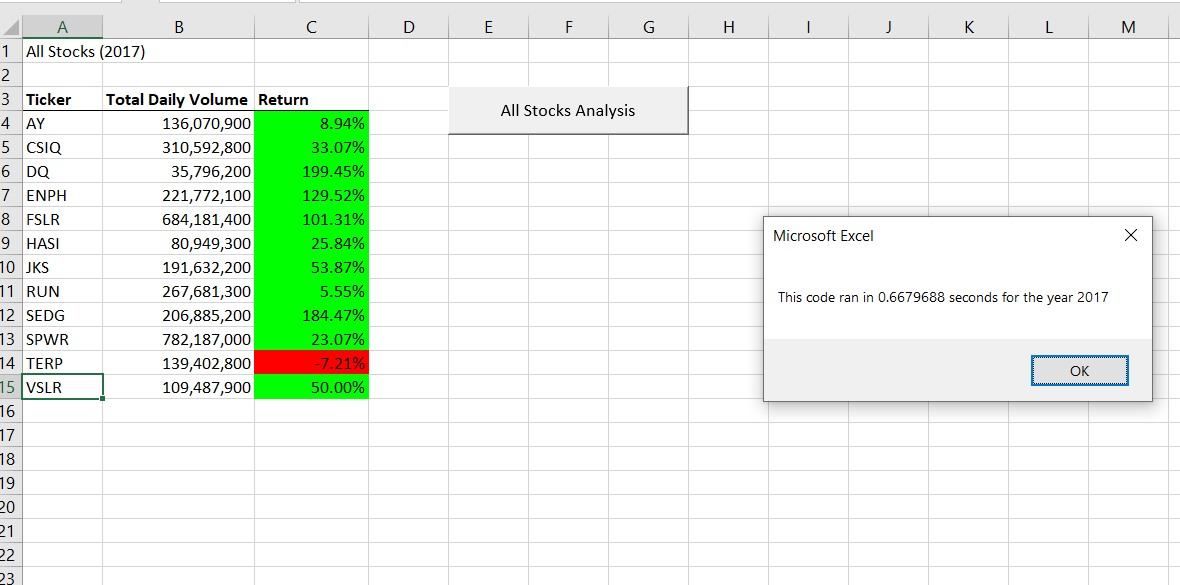 A B C D E F G H I J K L M
1 All Stocks (2017)
2
3 Ticker Total Daily Volume Return
All Stocks Analysis
4 AY 136,070,900 8.94%
5 CSIQ 310,592,800 33.07%
6 DQ 35,796,200 199.45%
7 ENPH 221,772,100 129.52%
8 FSLR 684,181,400 101.31%
9 HASI 80,949,300 25.84%
10 JKS 191,632,200 53.87%
11 RUN 267,681,300 5.55%
12 SEDG 206,885,200 184.47%
13 SPWR 782,187,000 23.07%
14 TERP 139,402,800 -7.21%
15 VSLR 109,487,900 50.00%
16
17
18
19
20
21
22
23
Microsoft Excel
This code ran in 0.6679688 seconds for the year 2017
OK